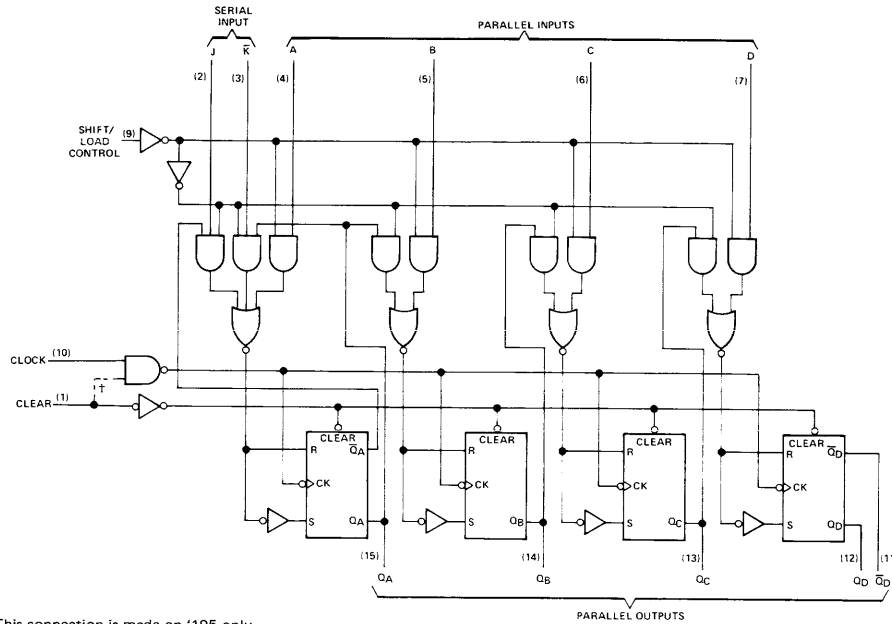 SERIAL
INPUT
PARALLEL INPUTS
J K̅ A B C D
(2) (3) (4) (5) (6) (7)
SHIFT/
LOAD
CONTROL
(9)
CLOCK (10)
†
CLEAR (1)
CLEAR CLEAR CLEAR CLEAR
R Q̅A R R R Q̅D
CK CK CK CK
S QA S QB S QC S QD
(15) (14) (13) (12) (1
QA QB QC QD Q̅D
PARALLEL OUTPUTS
This connection is made on '195 only